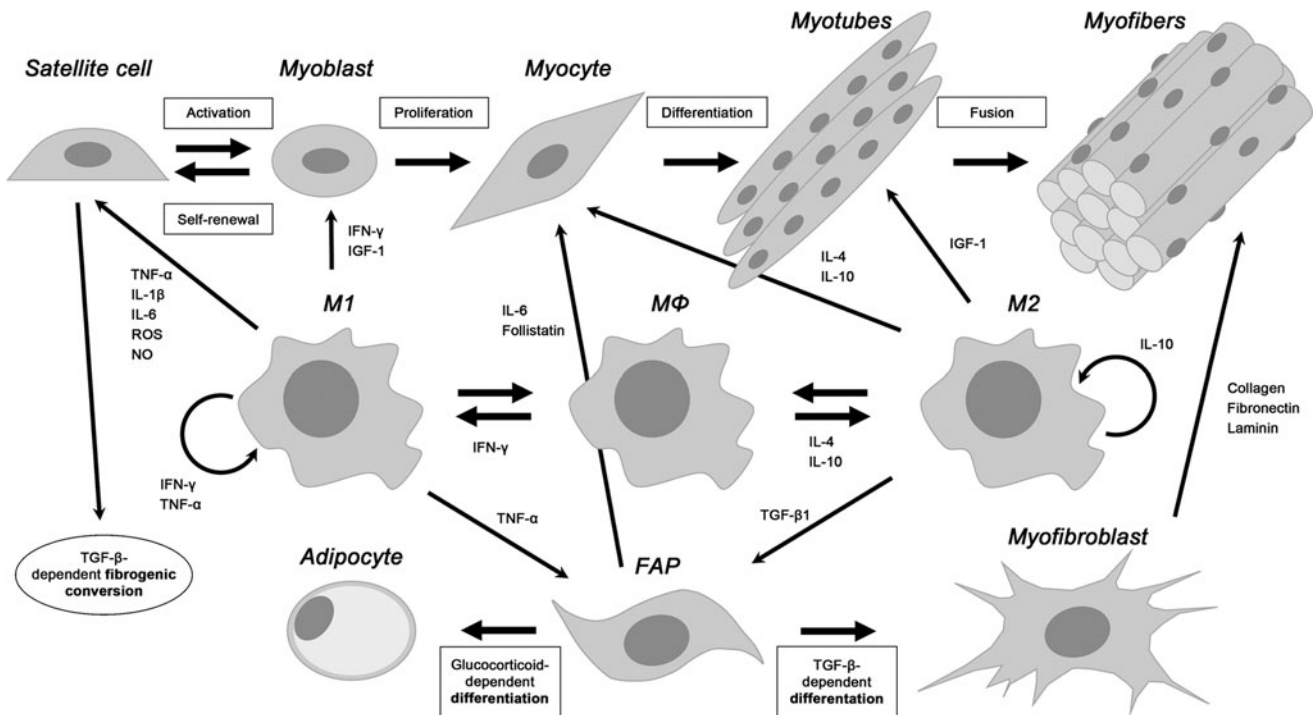 Satellite cell
Myoblast
Myocyte
Myotubes
Myofibers
Activation
Proliferation
Differentiation
Fusion
Self-renewal
IFN-γ
IGF-1
TNF-α
IL-1β
IL-6
ROS
NO
IL-4
IL-10
IGF-1
M1
MΦ
M2
IL-6
Follistatin
IL-10
Collagen
Fibronectin
Laminin
IFN-γ
IL-4
IL-10
IFN-γ
TNF-α
TNF-α
TGF-β1
TGF-β-
dependent fibrogenic
conversion
Adipocyte
FAP
Myofibroblast
Glucocorticoid-
dependent
differentiation
TGF-β-
dependent
differentation